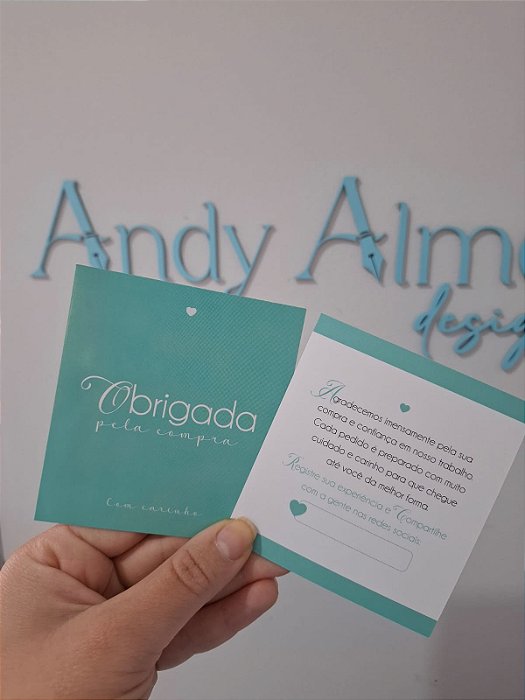 Andy Alm
desig
Obrigada
pela compra
Com carinho
Agradecemos imensamente pela sua
compra e confiança em nosso trabalho.
Cada pedido é preparado com muito
cuidado e carinho para que chegue
até você da melhor forma.
Registre sua experiência e Compartilhe
com a gente nas redes sociais: